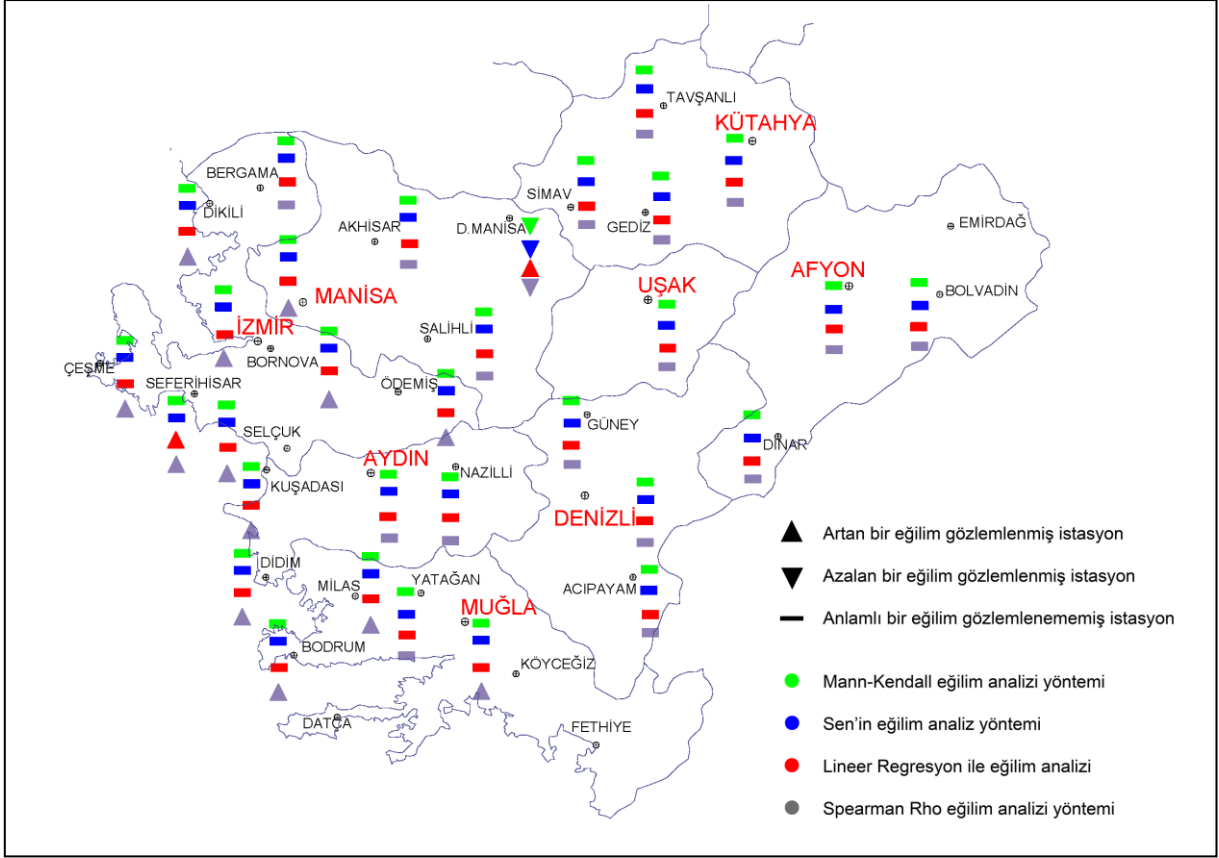 TAVŞANLI
KÜTAHYA
BERGAMA
SİMAV
DİKİLİ
AKHİSAR
D.MANİSA
GEDİZ
EMİRDAĞ
AFYON
UŞAK
MANİSA
BOLVADİN
İZMİR
SALİHLİ
BORNOVA
ÇEŞME
SEFERİHİSAR
ÖDEMİŞ
GÜNEY
SELÇUK
DİNAR
AYDIN
NAZİLLİ
KUŞADASI
DENİZLİ
Artan bir eğilim gözlemlenmiş istasyon
DİDİM
MİLAS
YATAĞAN
ACIPAYAM
Azalan bir eğilim gözlemlenmiş istasyon
MUĞLA
Anlamlı bir eğilim gözlemlenememiş istasyon
BODRUM
KÖYCEĞİZ
Mann-Kendall eğilim analizi yöntemi
DATÇA
FETHİYE
Sen'in eğilim analiz yöntemi
Lineer Regresyon ile eğilim analizi
Spearman Rho eğilim analizi yöntemi